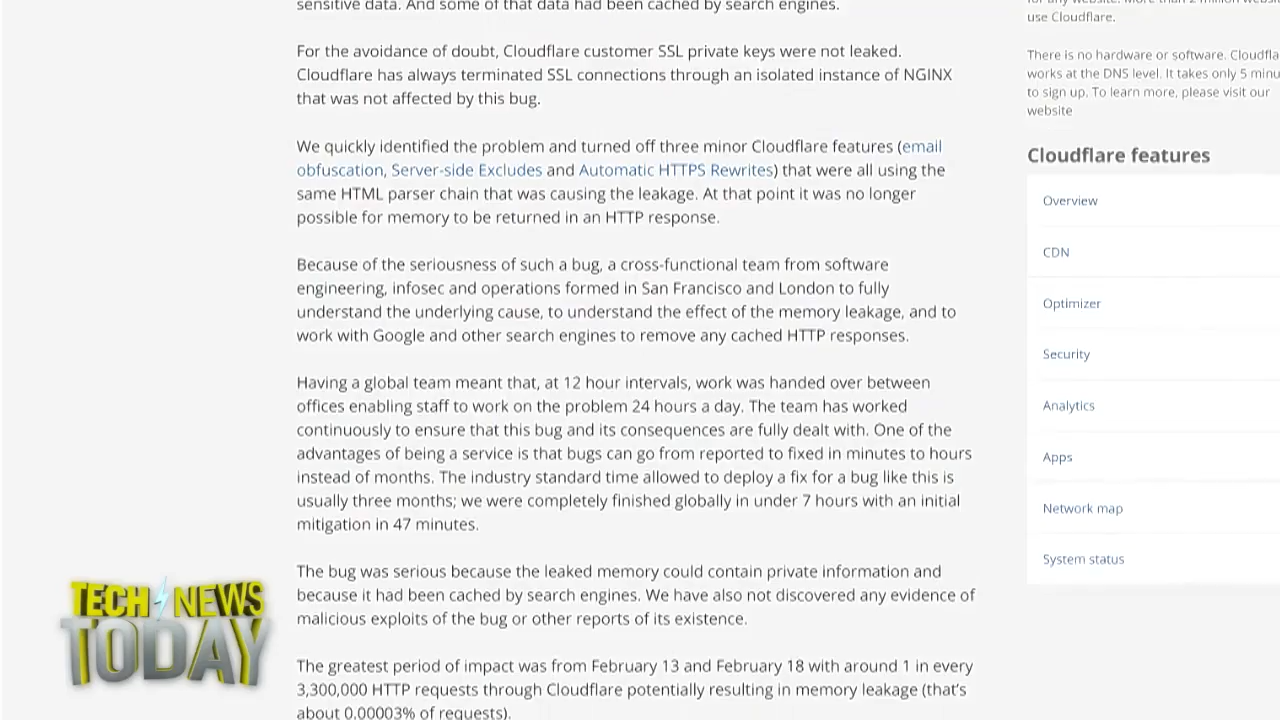 sensitive data. And some of that data had been cached by search engines.
For the avoidance of doubt, Cloudflare customer SSL private keys were not leaked.
Cloudflare has always terminated SSL connections through an isolated instance of NGINX
that was not affected by this bug.
We quickly identified the problem and turned off three minor Cloudflare features (email
obfuscation, Server-side Excludes and Automatic HTTPS Rewrites) that were all using the
same HTML parser chain that was causing the leakage. At that point it was no longer
possible for memory to be returned in an HTTP response.
Because of the seriousness of such a bug, a cross-functional team from software
engineering, infosec and operations formed in San Francisco and London to fully
understand the underlying cause, to understand the effect of the memory leakage, and to
work with Google and other search engines to remove any cached HTTP responses.
Having a global team meant that, at 12 hour intervals, work was handed over between
offices enabling staff to work on the problem 24 hours a day. The team has worked
continuously to ensure that this bug and its consequences are fully dealt with. One of the
advantages of being a service is that bugs can go from reported to fixed in minutes to hours
instead of months. The industry standard time allowed to deploy a fix for a bug like this is
usually three months; we were completely finished globally in under 7 hours with an initial
mitigation in 47 minutes.
The bug was serious because the leaked memory could contain private information and
because it had been cached by search engines. We have also not discovered any evidence of
malicious exploits of the bug or other reports of its existence.
The greatest period of impact was from February 13 and February 18 with around 1 in every
3,300,000 HTTP requests through Cloudflare potentially resulting in memory leakage (that's
about 0.00003% of requests).
use Cloudflare.
There is no hardware or software. Cloudfla
works at the DNS level. It takes only 5 minu
to sign up. To learn more, please visit our
website
Cloudflare features
Overview
CDN
Optimizer
Security
Analytics
Apps
Network map
System status
TECH NEWS
TODAY